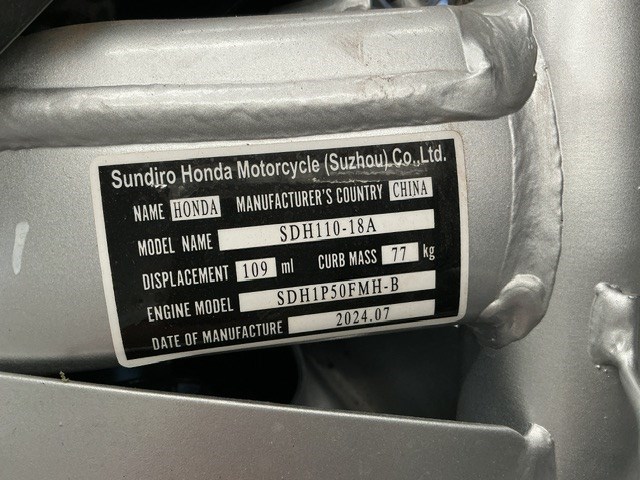 Sundiro Honda Motorcycle (Suzhou) Co., Ltd.
NAME HONDA MANUFACTURER'S COUNTRY CHINA
MODEL NAME SDH110-18A
DISPLACEMENT 109 ml CURB MASS 77 kg
ENGINE MODEL SDH1P50FMH-B
DATE OF MANUFACTURE 2024.07